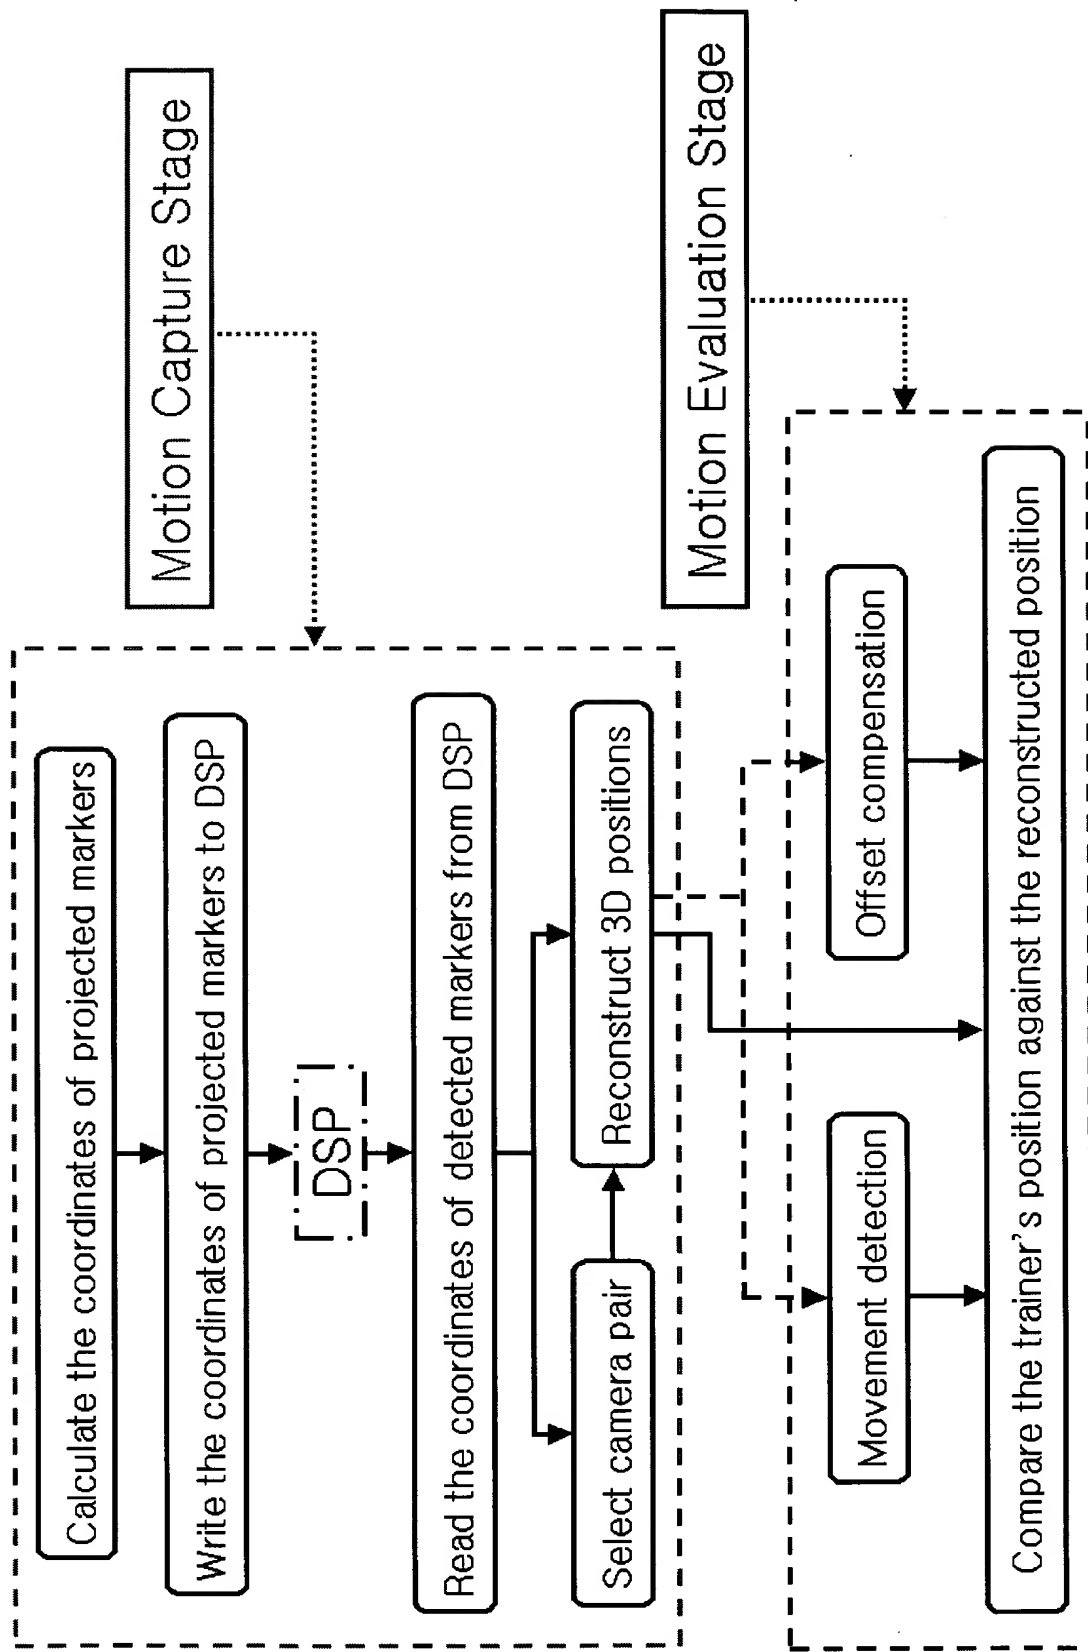 Calculate the coordinates of projected markers
Write the coordinates of projected markers to DSP
DSP
Read the coordinates of detected markers from DSP
Select camera pair
Reconstruct 3D positions
Motion Capture Stage
Movement detection
Offset compensation
Compare the trainer's position against the reconstructed position
Motion Evaluation Stage